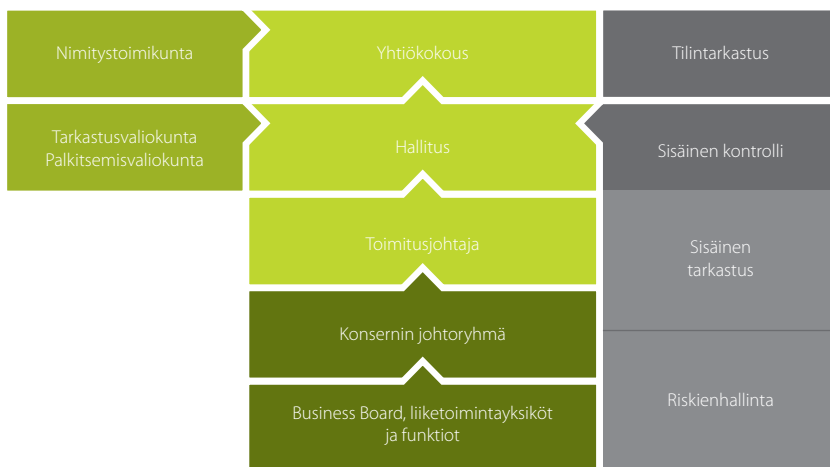 Nimitystoimikunta
Yhtiökokous
Tilintarkastus
Tarkastusvaliokunta
Palkitsemisvaliokunta
Hallitus
Sisäinen kontrolli
Toimitusjohtaja
Sisäinen
tarkastus
Konsernin johtoryhmä
Business Board, liiketoimintayksiköt
ja funktiot
Riskienhallinta